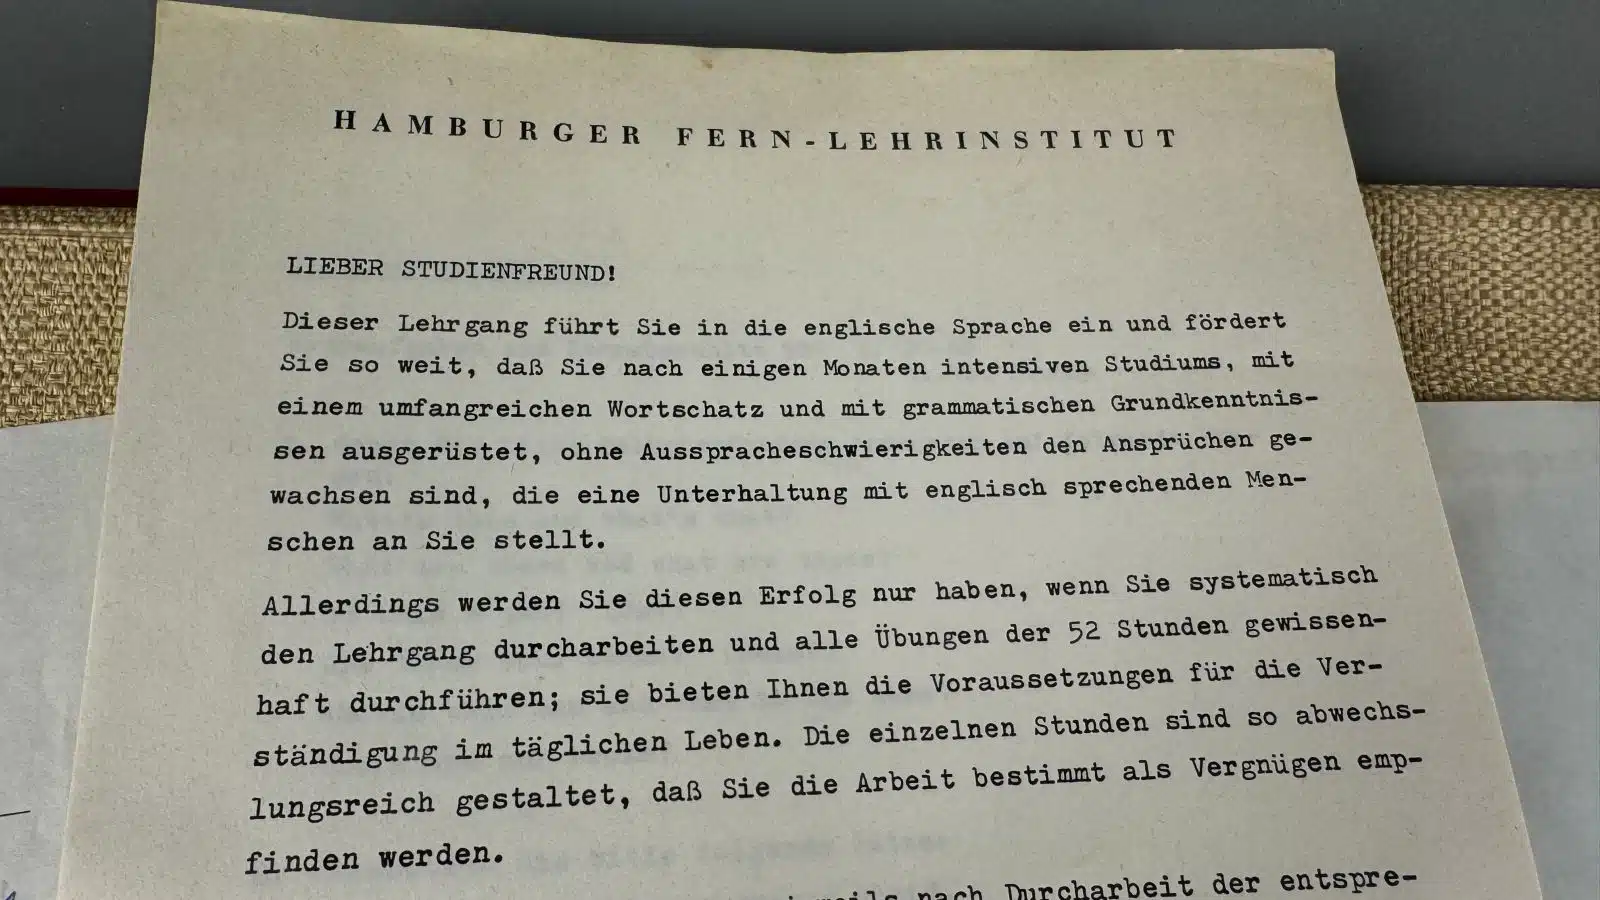 HAMBURGER FERN-LEHRINSTITUT
LIEBER STUDIENFREUND!
Dieser Lehrgang führt Sie in die englische Sprache ein und fördert
Sie so weit, daß Sie nach einigen Monaten intensiven Studiums, mit
einem umfangreichen Wortschatz und mit grammatischen Grundkenntnis-
sen ausgerüstet, ohne Ausspracheschwierigkeiten den Ansprüchen ge-
wachsen sind, die eine Unterhaltung mit englisch sprechenden Men-
schen an Sie stellt.
Allerdings werden Sie diesen Erfolg nur haben, wenn Sie systematisch
den Lehrgang durcharbeiten und alle Übungen der 52 Stunden gewissen-
haft durchführen; sie bieten Ihnen die Voraussetzungen für die Ver-
ständigung im täglichen Leben. Die einzelnen Stunden sind so abwechs-
lungsreich gestaltet, daß Sie die Arbeit bestimmt als Vergnügen emp-
finden werden.
nach Durcharbeit der entspre-